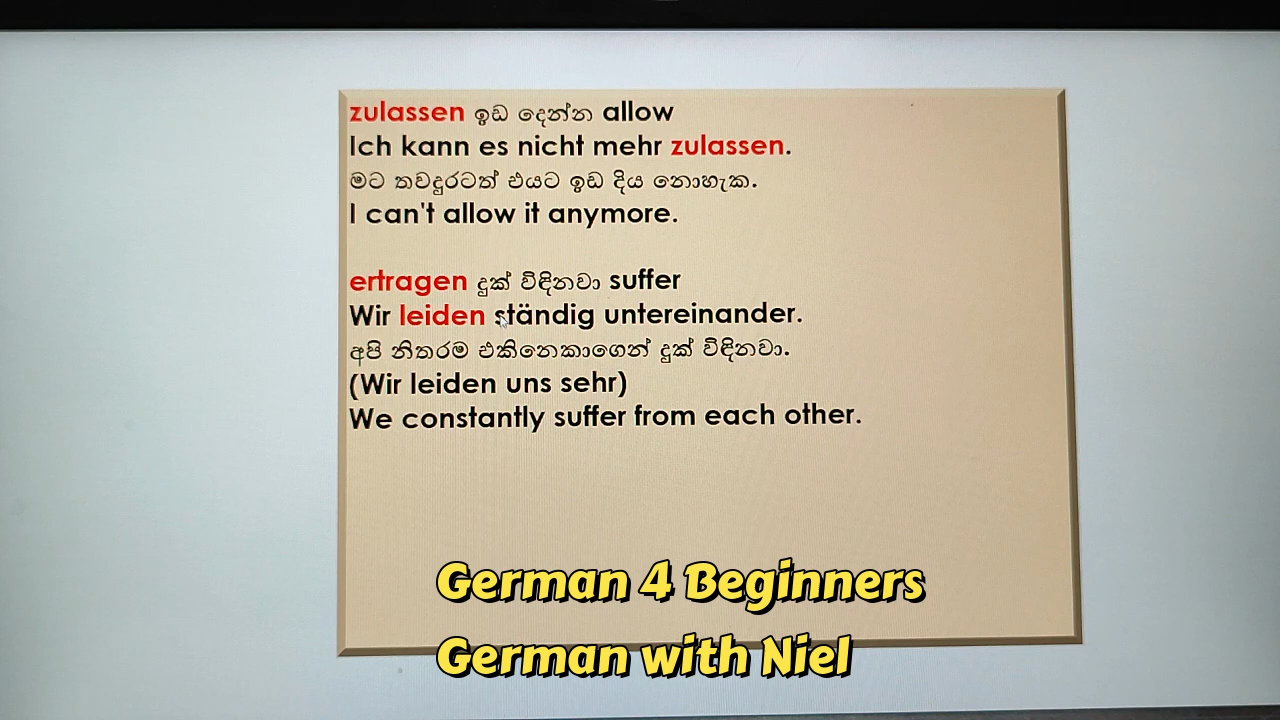 zulassen ඉඩ දෙන්න allow
Ich kann es nicht mehr zulassen.
මට තවදුරටත් එයට ඉඩ දිය නොහැක.
I can't allow it anymore.
ertragen දුක් විඳිනවා suffer
Wir leiden ständig untereinander.
අපි නිතරම එකිනෙකාගෙන් දුක් විඳිනවා.
(Wir leiden uns sehr)
We constantly suffer from each other.
German 4 Beginners
German with Niel